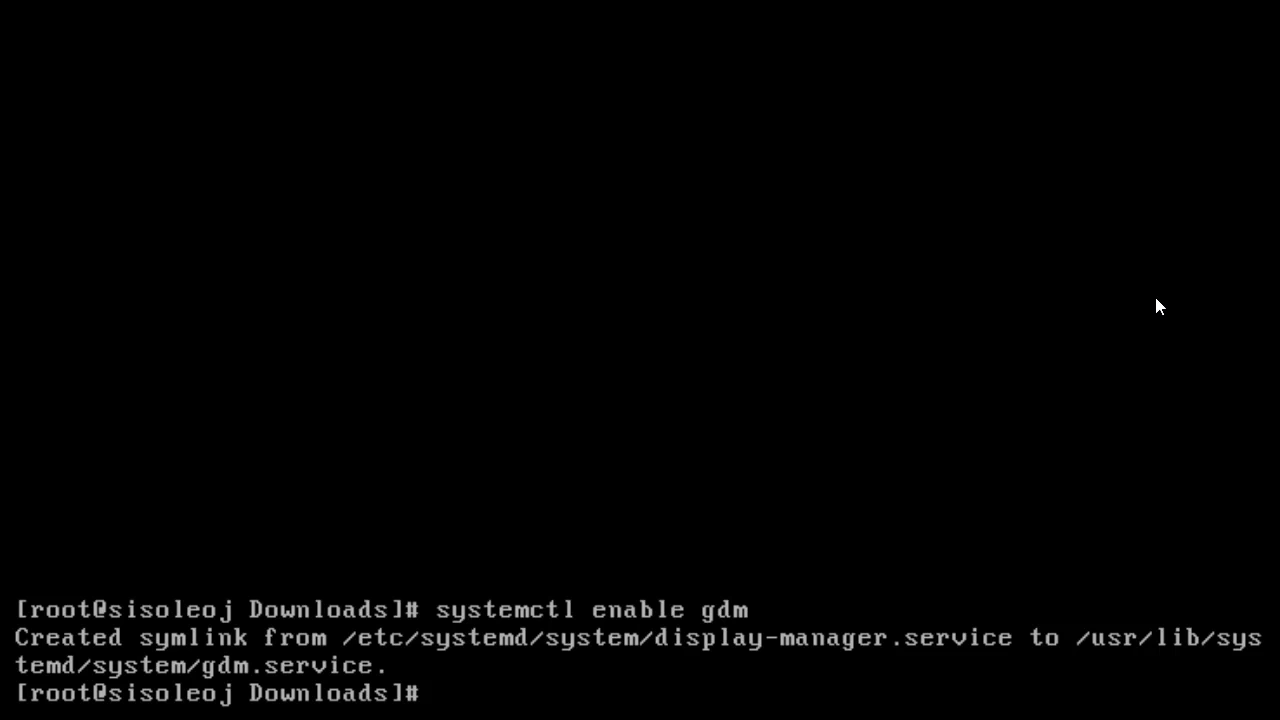 [root@sisoleoj Downloads]# systemctl enable gdm
Created symlink from /etc/systemd/system/display-manager.service to /usr/lib/sys
temd/system/gdm.service.
[root@sisoleoj Downloads]#